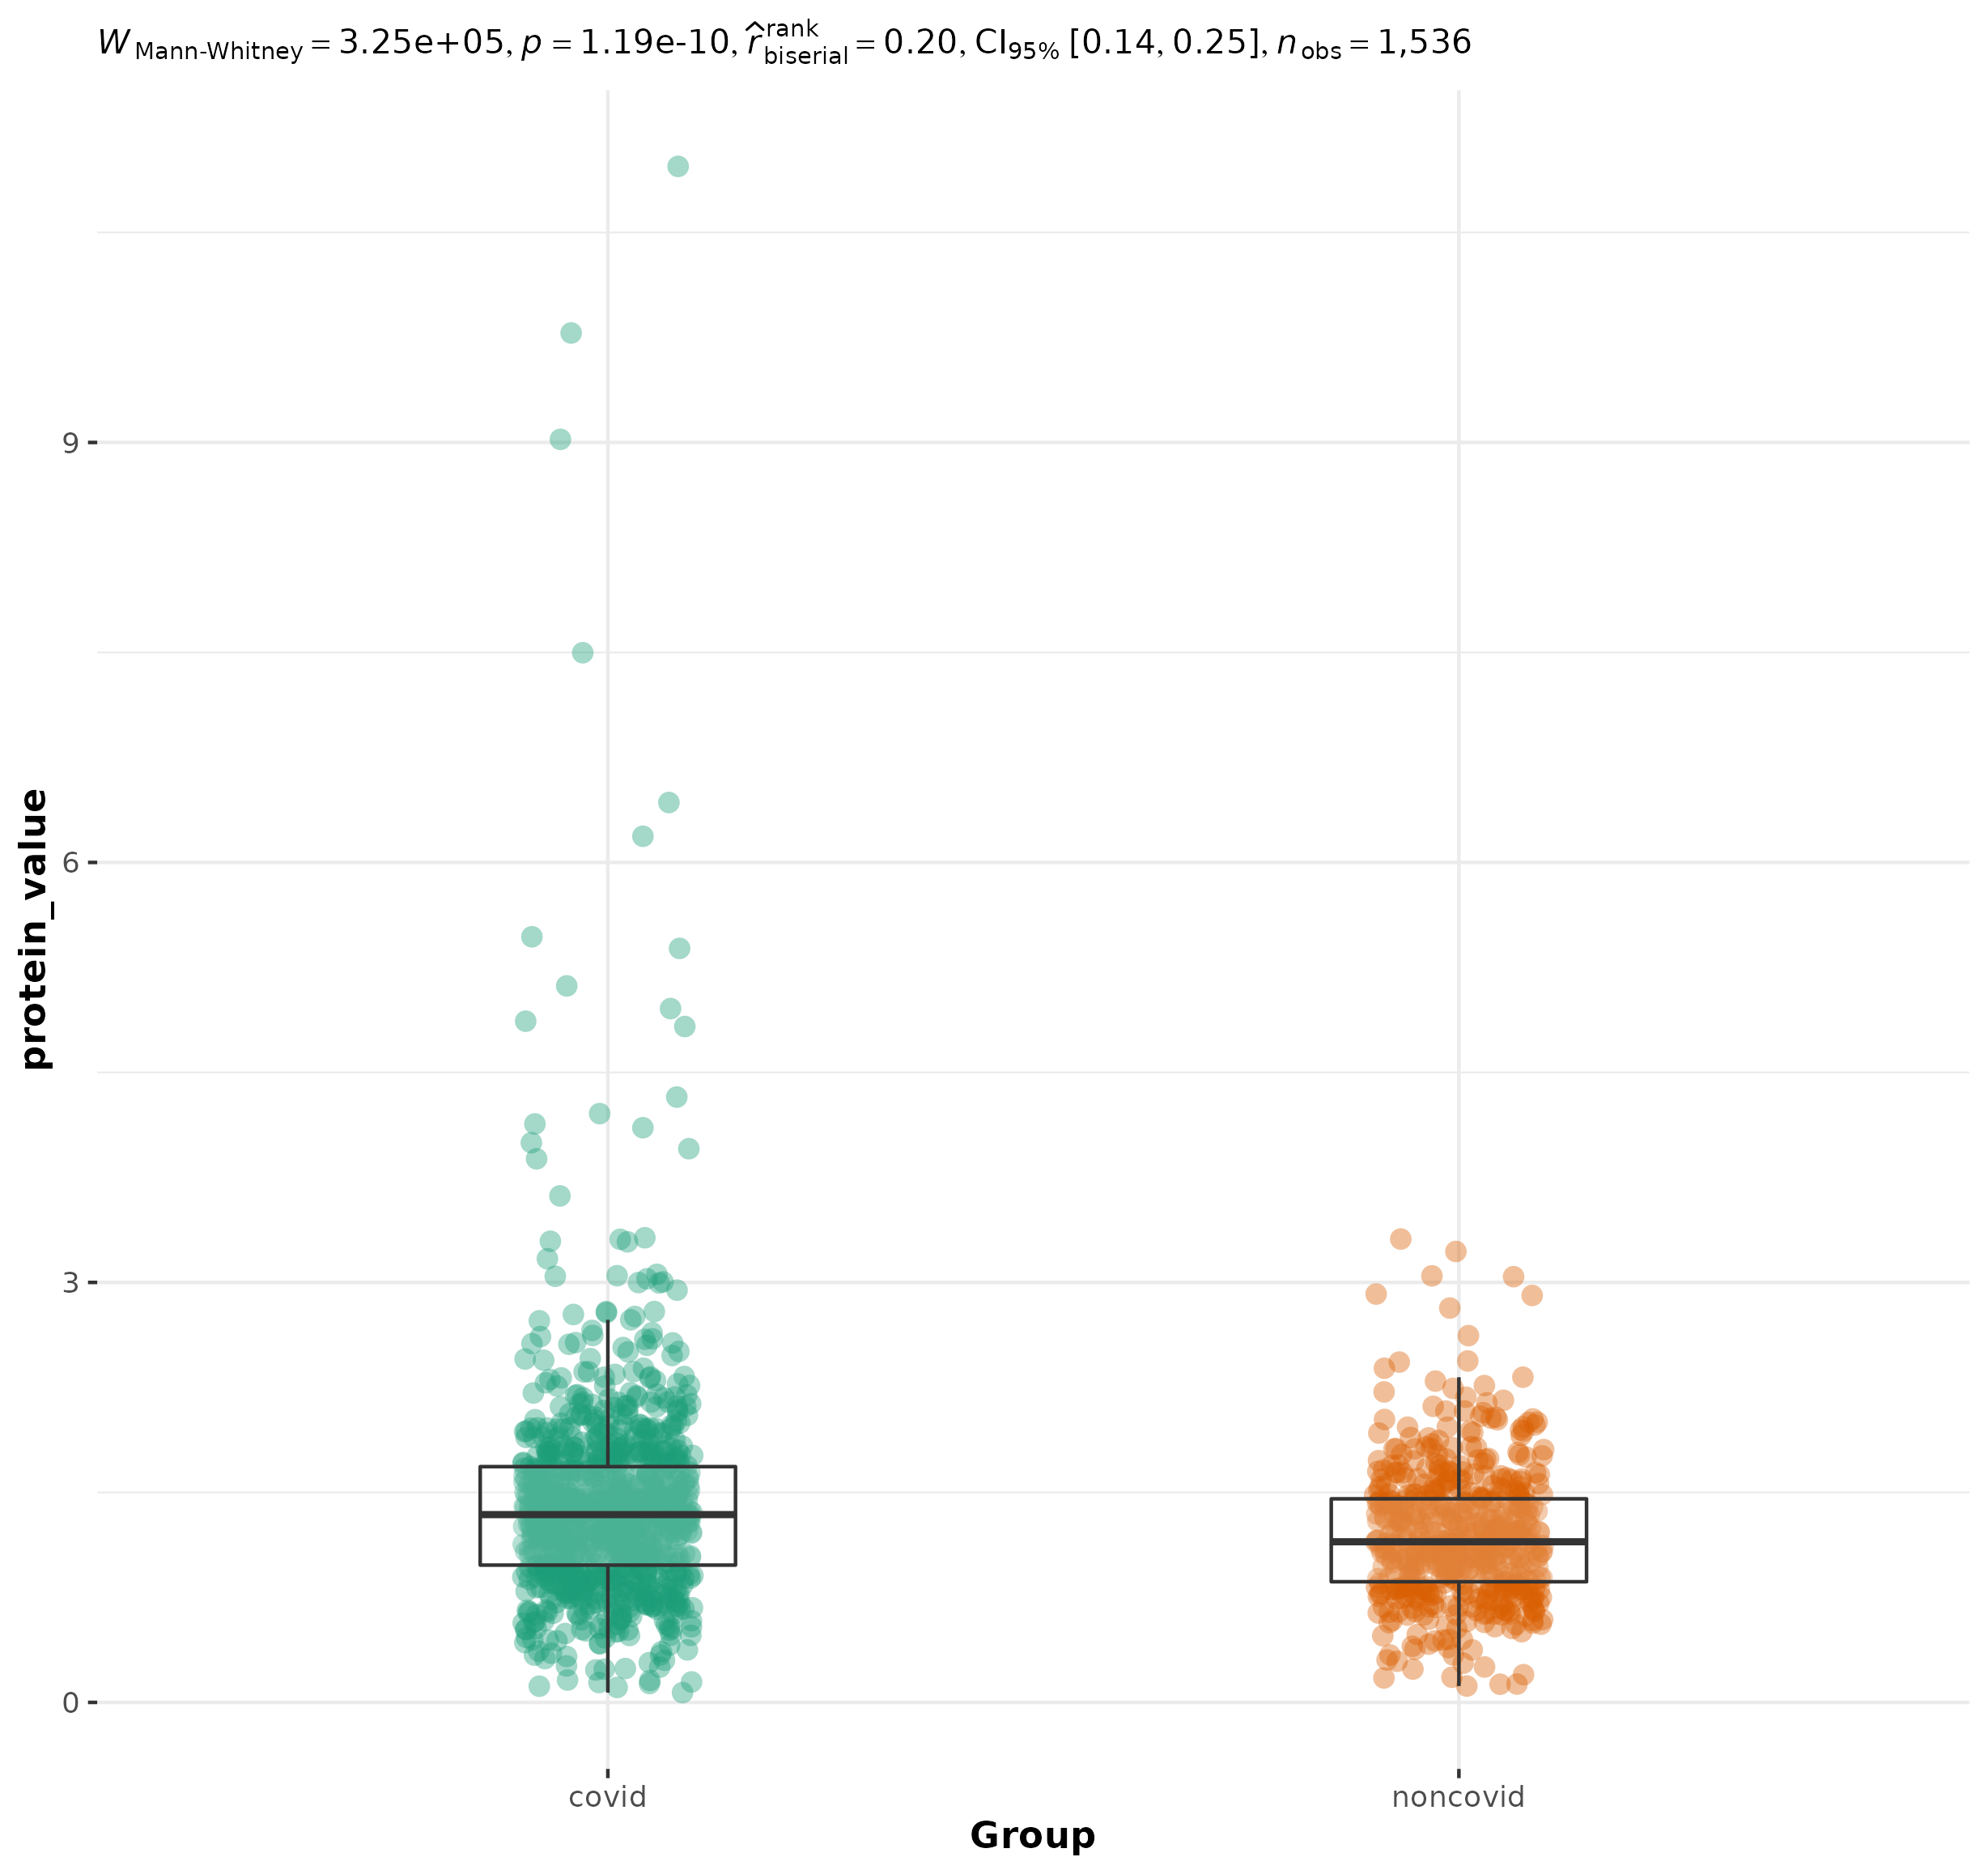 W Mann-Whitney = 3.25e+05, p = 1.19e-10, r̂ rank biserial = 0.20, CI95% [0.14, 0.25], n obs = 1,536
9
6
3
0
protein_value
covid noncovid
Group